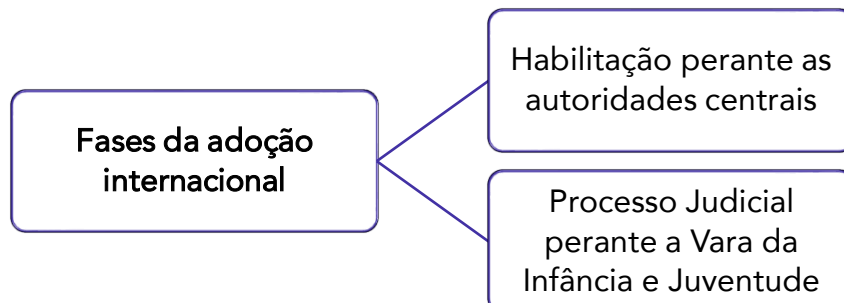 Fases da adoção
internacional
Habilitação perante as
autoridades centrais
Processo Judicial
perante a Vara da
Infância e Juventude